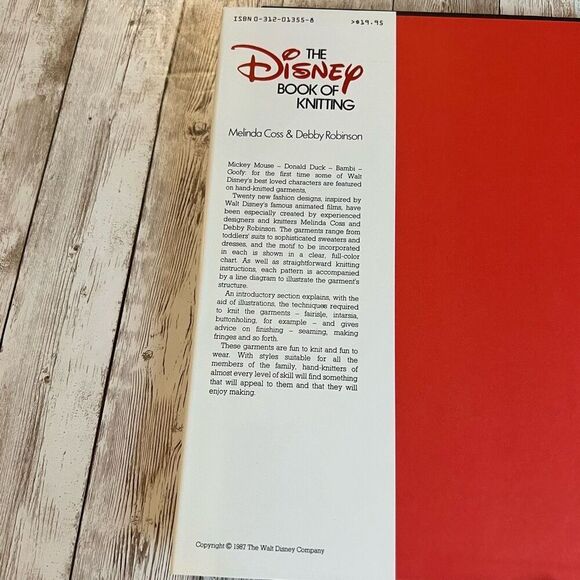 ISBN 0-312-01355-8 >$19.95
THE
DISNEY
BOOK OF
KNITTING
Melinda Coss & Debby Robinson
Mickey Mouse – Donald Duck – Bambi –
Goofy: for the first time some of Walt
Disney's best loved characters are featured
on hand-knitted garments.
Twenty new fashion designs, inspired by
Walt Disney's famous animated films, have
been especially created by experienced
designers and knitters Melinda Coss and
Debby Robinson. The garments range from
toddlers' suits to sophisticated sweaters and
dresses, and the motif to be incorporated
in each is shown in a clear, full-color
chart. As well as straightforward knitting
instructions, each pattern is accompanied
by a line diagram to illustrate the garment's
structure.
An introductory section explains, with the
aid of illustrations, the techniques required
to knit the garments – fairisle, intarsia,
buttonholing, for example – and gives
advice on finishing – seaming, making
fringes and so forth.
These garments are fun to knit and fun to
wear. With styles suitable for all the
members of the family, hand-knitters of
almost every level of skill will find something
that will appeal to them and that they will
enjoy making.
Copyright © 1987 The Walt Disney Company